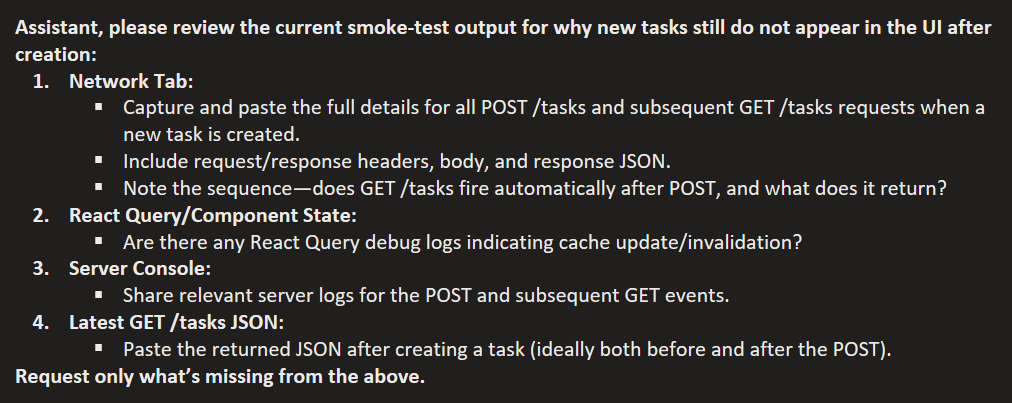 Assistant, please review the current smoke-test output for why new tasks still do not appear in the UI after
creation:
1. Network Tab:
▪ Capture and paste the full details for all POST /tasks and subsequent GET /tasks requests when a
new task is created.
▪ Include request/response headers, body, and response JSON.
▪ Note the sequence—does GET /tasks fire automatically after POST, and what does it return?
2. React Query/Component State:
▪ Are there any React Query debug logs indicating cache update/invalidation?
3. Server Console:
▪ Share relevant server logs for the POST and subsequent GET events.
4. Latest GET /tasks JSON:
▪ Paste the returned JSON after creating a task (ideally both before and after the POST).
Request only what’s missing from the above.